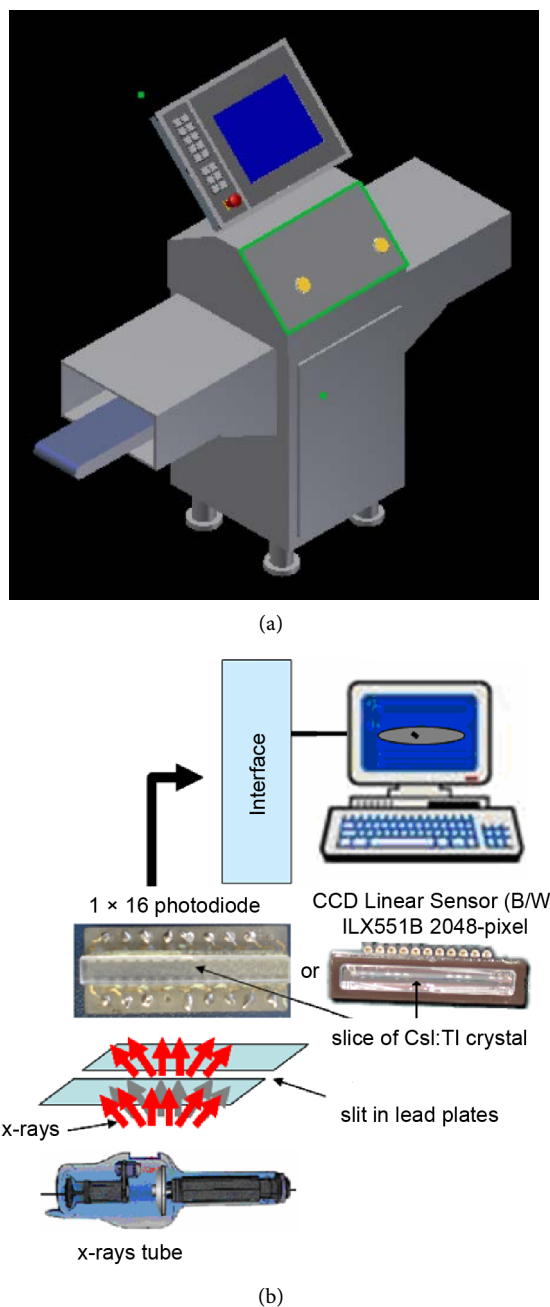 (a)
Interface
1 × 16 photodiode
CCD Linear Sensor (B/W
ILX551B 2048-pixel
or
slice of CsI:TI crystal
slit in lead plates
x-rays
x-rays tube
(b)